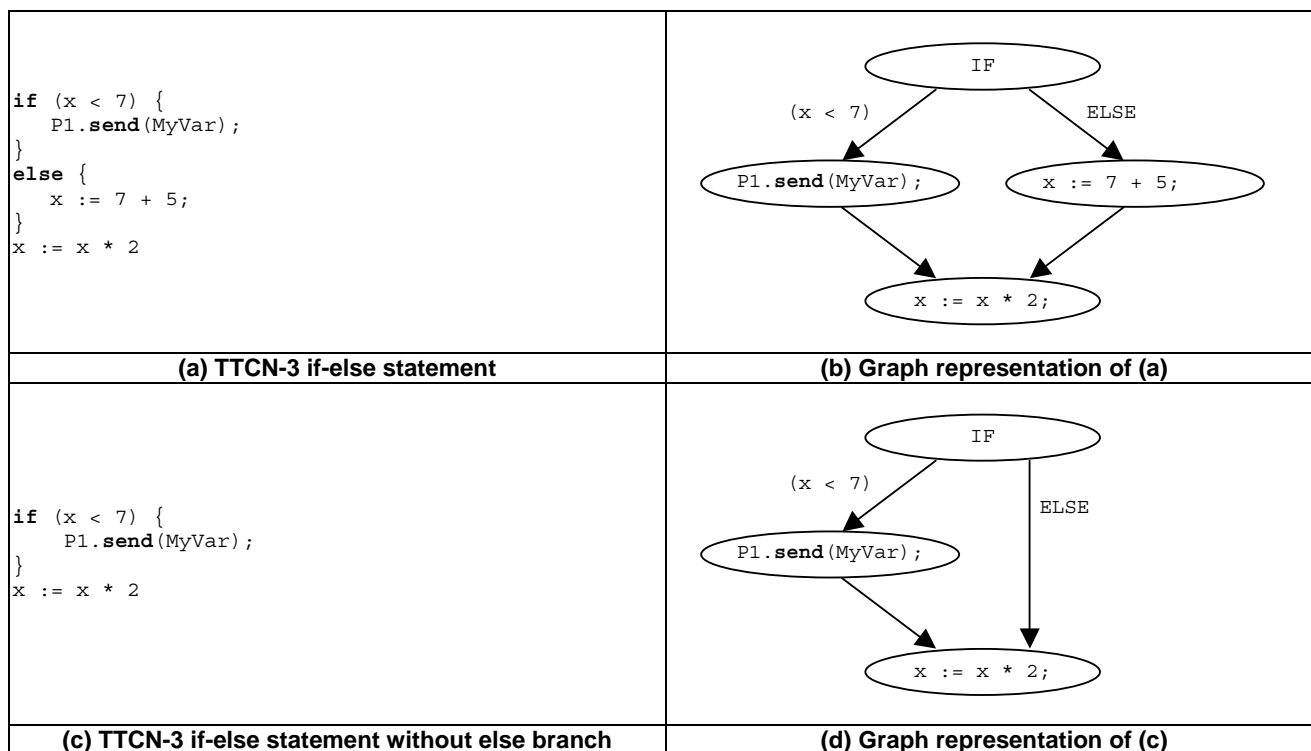 if (x < 7) {
   P1.send(MyVar);
}
else {
   x := 7 + 5;
}
x := x * 2
IF
(x < 7)
ELSE
P1.send(MyVar);
x := 7 + 5;
x := x * 2;
(a) TTCN-3 if-else statement
(b) Graph representation of (a)
if (x < 7) {
    P1.send(MyVar);
}
x := x * 2
IF
(x < 7)
ELSE
P1.send(MyVar);
x := x * 2;
(c) TTCN-3 if-else statement without else branch
(d) Graph representation of (c)